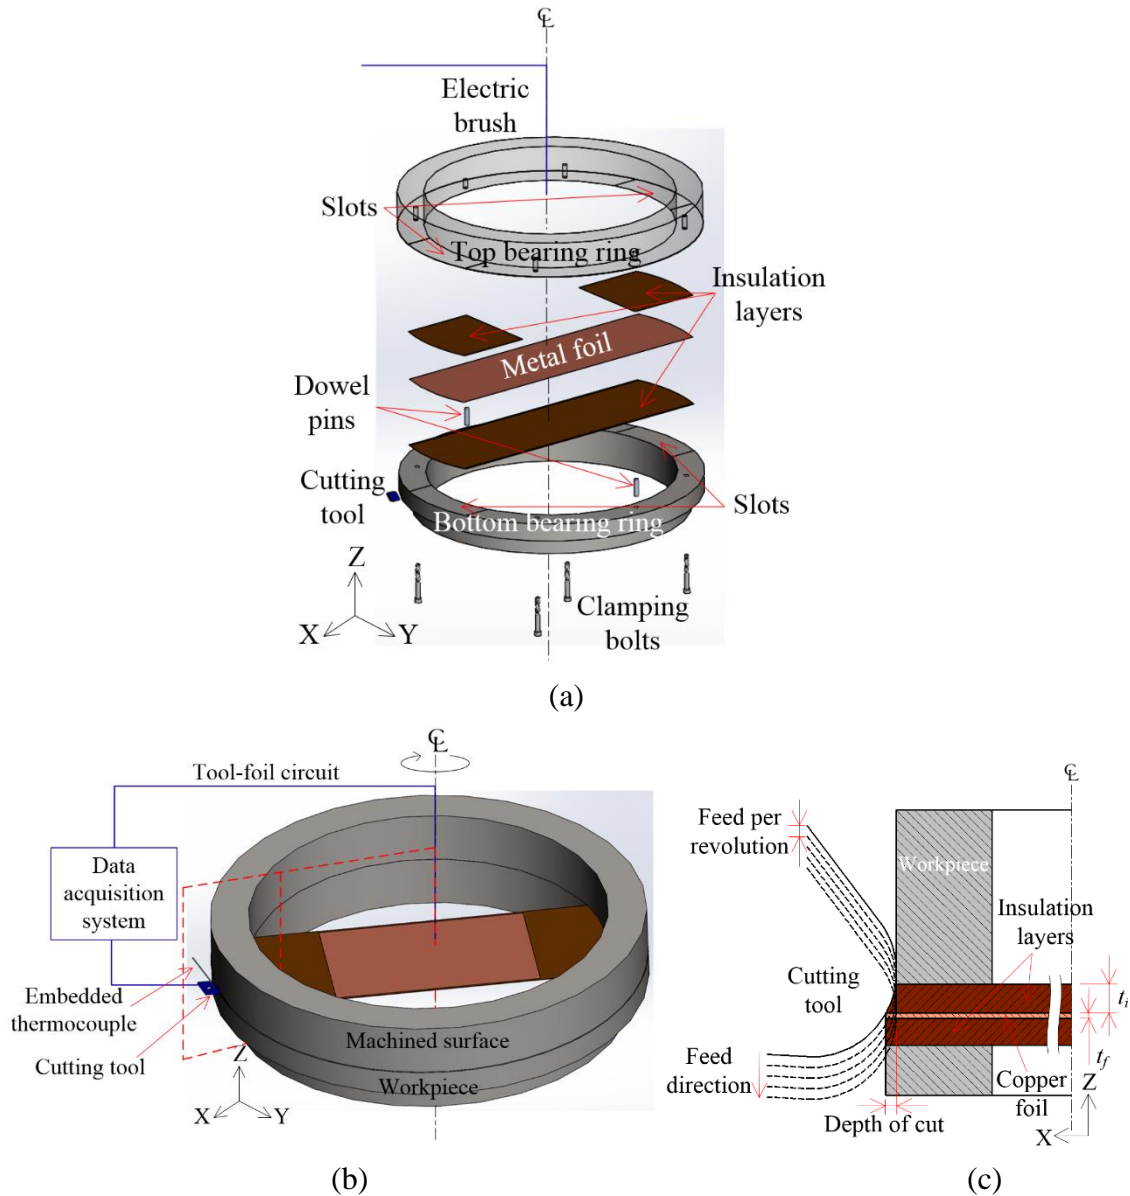 ℄
Electric
brush
Slots
Top bearing ring
Insulation
layers
Metal foil
Dowel
pins
Cutting
tool
Slots
Bottom bearing ring
Z
X
Y
Clamping
bolts
(a)
℄
Tool-foil circuit
Data
acquisition
system
Embedded
thermocouple
Cutting tool
Machined surface
Workpiece
Z
X
Y
(b)
℄
Feed per
revolution
Workpiece
Insulation
layers
Cutting
tool
tᵢ
Feed
direction
t_f
Copper
foil
Z
Depth of cut
X
(c)